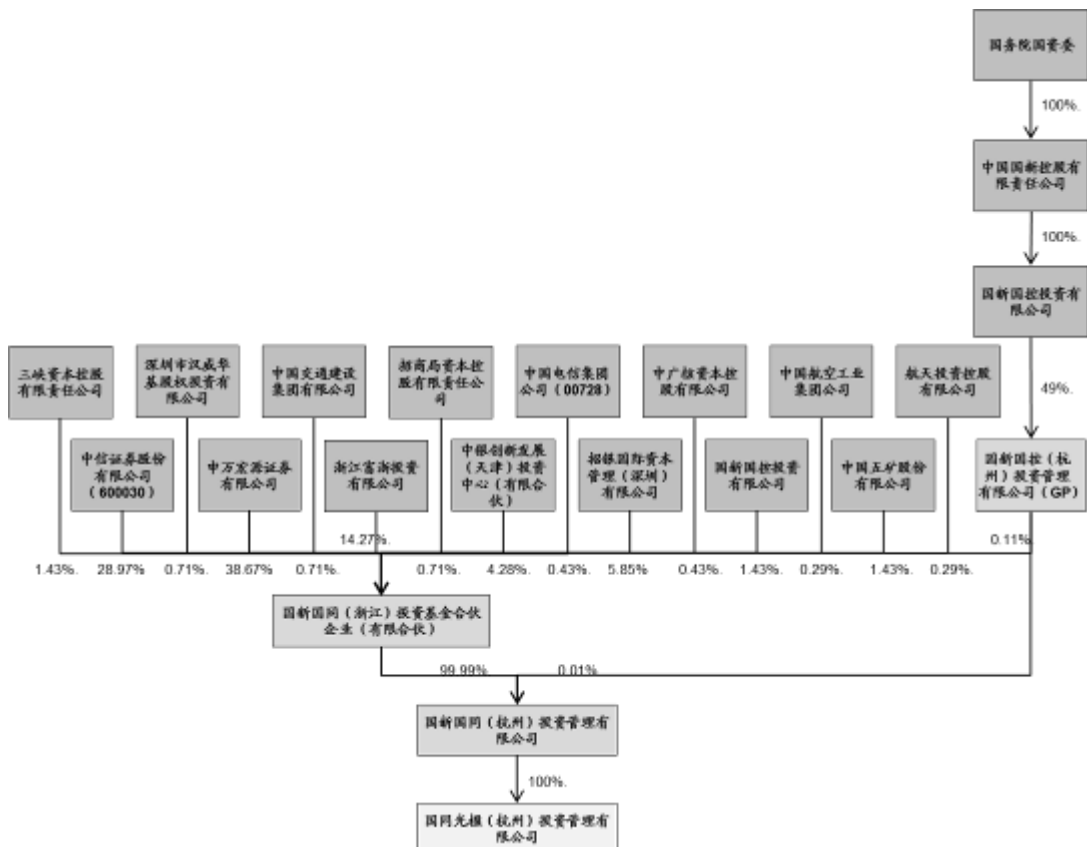 国务院国资委
100%.
中国国新控股有
限责任公司
100%.
国新国控投资有
限公司
三峡资本控股
有限责任公司
深圳市汉威华
基股权投资有
限公司
中国交通建设
集团有限公司
招商局资本控
股有限责任公
司
中国电信集团
公司(00728)
中广核资本控
股有限公司
中国航空工业
集团公司
航天投资控股
有限公司
49%.
中信证券股份
有限公司
(600030)
申万宏源证券
有限公司
浙江富浙投资
有限公司
中银创新发展
(天津)投资
中心(有限合
伙)
招银国际资本
管理(深圳)
有限公司
国新国控投资
有限公司
中国五矿股份
有限公司
国新国控(杭
州)投资管理
有限公司(GP)
14.27%.
0.11%.
1.43%. 28.97% 0.71%. 38.67% 0.71%. 0.71%. 4.28%. 0.43%. 5.85% 0.43%. 1.43%. 0.29%. 1.43%. 0.29%.
国新国同(浙江)投资基金合伙
企业(有限合伙)
99.99%. 0.01%.
国新国同(杭州)投资管理有
限公司
100%.
国同光楹(杭州)投资管理有
限公司